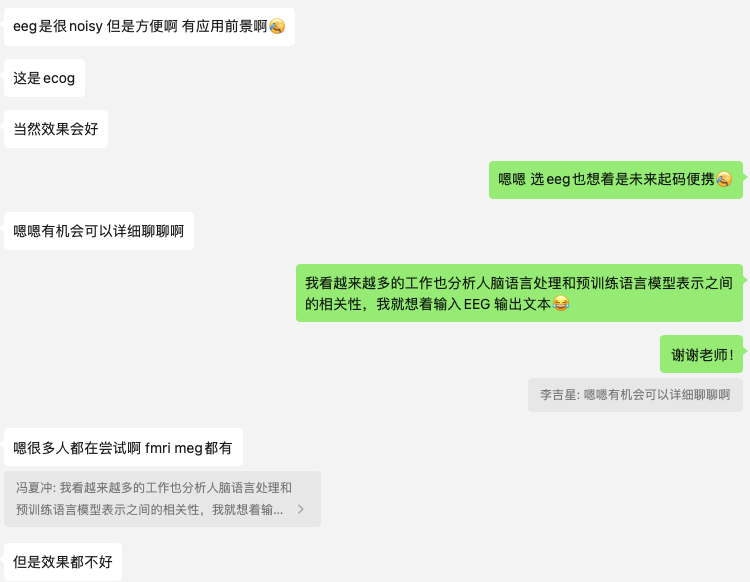 eeg是很noisy 但是方便啊 有应用前景啊
这是ecog
当然效果会好
嗯嗯 选eeg也想着是未来起码便携
嗯嗯有机会可以详细聊聊啊
我看越来越多的工作也分析人脑语言处理和预训练语言模型表示之间
的相关性，我就想着输入EEG 输出文本
谢谢老师!
李吉星: 嗯嗯有机会可以详细聊聊啊
嗯很多人都在尝试啊 fmri meg都有
冯夏冲: 我看越来越多的工作也分析人脑语言处理和
预训练语言模型表示之间的相关性，我就想着输...
但是效果都不好